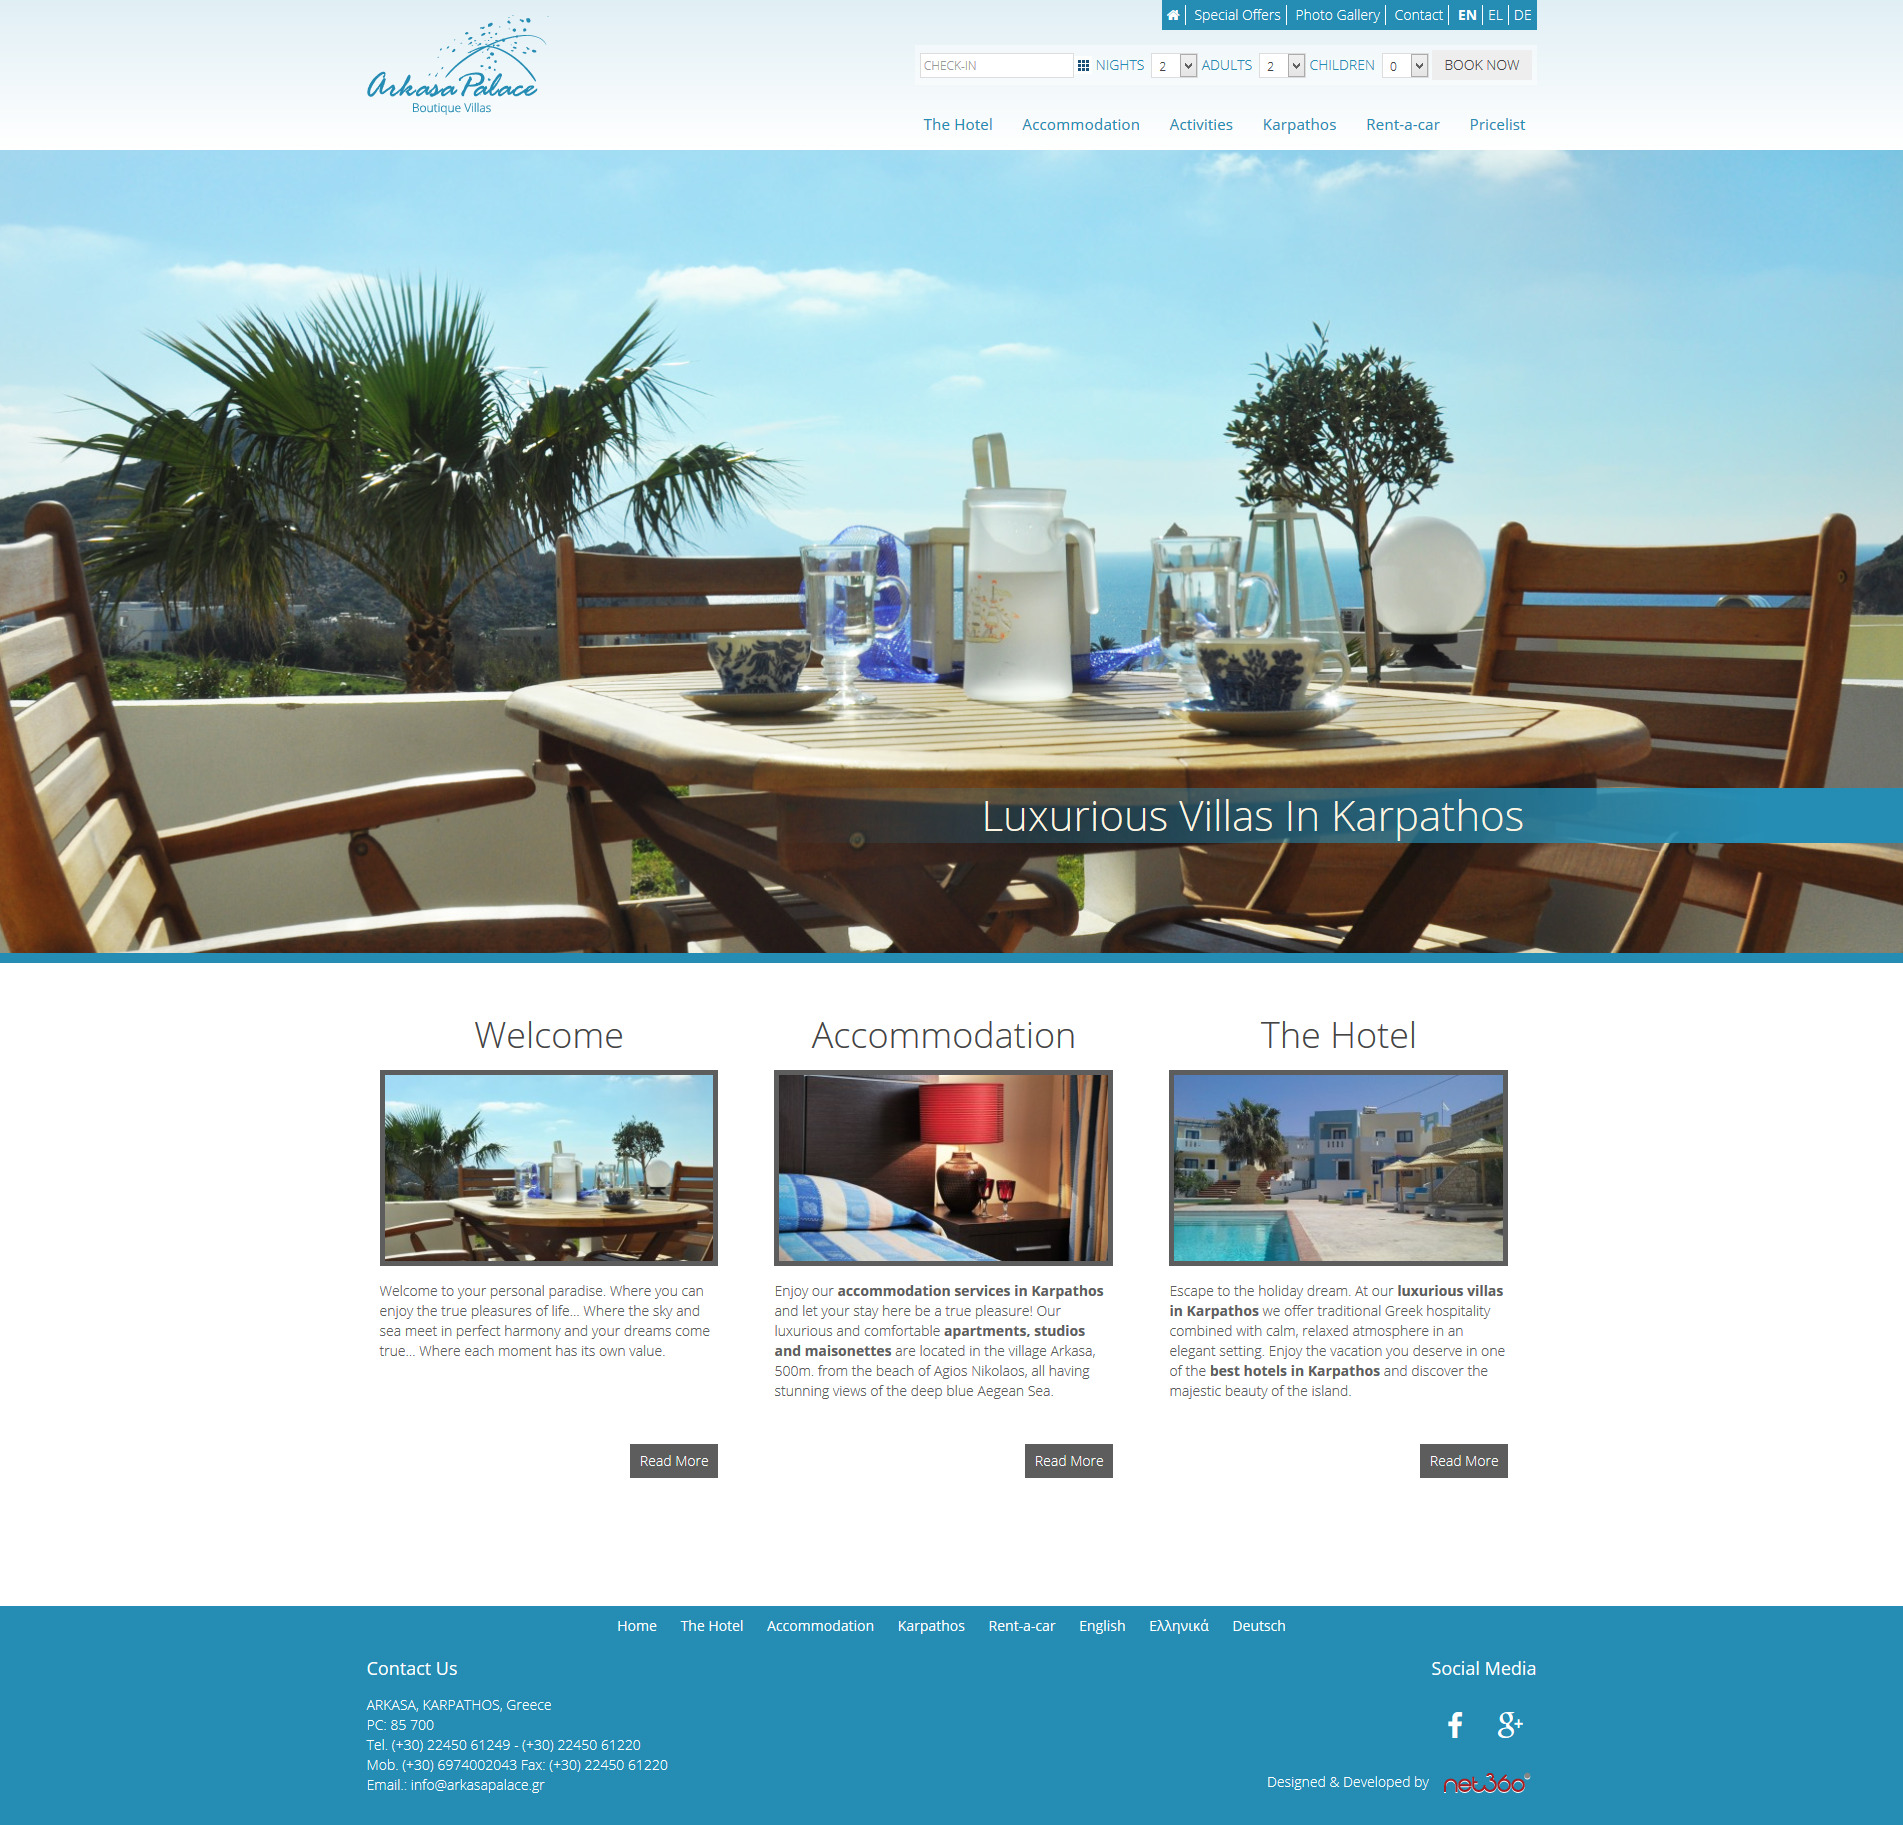 Special Offers Photo Gallery Contact EN EL DE
Arkasa Palace
Boutique Villas
CHECK-IN NIGHTS 2 ADULTS 2 CHILDREN 0 BOOK NOW
The Hotel Accommodation Activities Karpathos Rent-a-car Pricelist
Luxurious Villas In Karpathos
Welcome
Welcome to your personal paradise. Where you can
enjoy the true pleasures of life... Where the sky and
sea meet in perfect harmony and your dreams come
true... Where each moment has its own value.
Read More
Accommodation
Enjoy our accommodation services in Karpathos
and let your stay here be a true pleasure! Our
luxurious and comfortable apartments, studios
and maisonettes are located in the village Arkasa,
500m. from the beach of Agios Nikolaos, all having
stunning views of the deep blue Aegean Sea.
Read More
The Hotel
Escape to the holiday dream. At our luxurious villas
in Karpathos we offer traditional Greek hospitality
combined with calm, relaxed atmosphere in an
elegant setting. Enjoy the vacation you deserve in one
of the best hotels in Karpathos and discover the
majestic beauty of the island.
Read More
Home The Hotel Accommodation Karpathos Rent-a-car English Ελληνικά Deutsch
Contact Us
ARKASA, KARPATHOS, Greece
PC: 85 700
Tel. (+30) 22450 61249 - (+30) 22450 61220
Mob. (+30) 6974002043 Fax: (+30) 22450 61220
Email.: info@arkasapalace.gr
Social Media
f g+
Designed & Developed by net360°